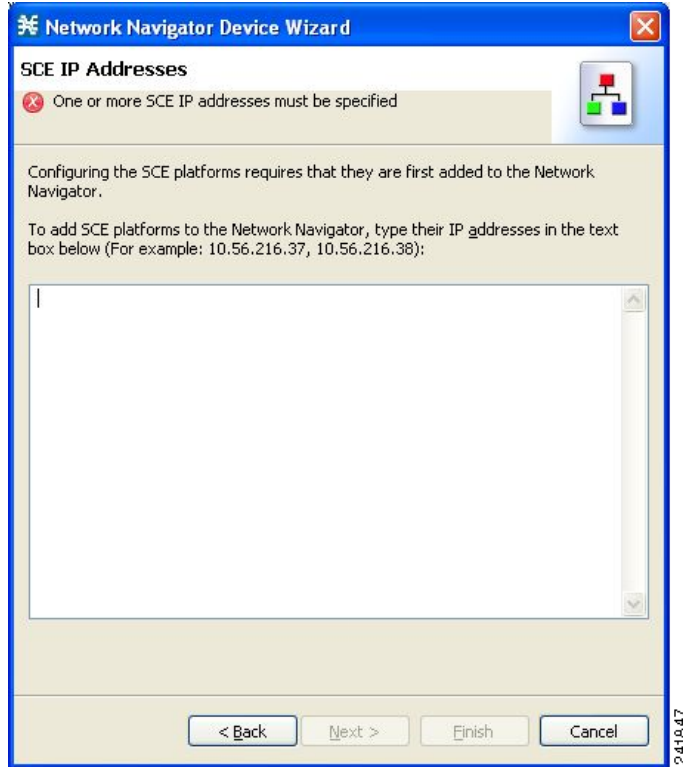 Network Navigator Device Wizard
SCE IP Addresses
One or more SCE IP addresses must be specified
Configuring the SCE platforms requires that they are first added to the Network
Navigator.
To add SCE platforms to the Network Navigator, type their IP addresses in the text
box below (For example: 10.56.216.37, 10.56.216.38):
< Back
Next >
Finish
Cancel
241847